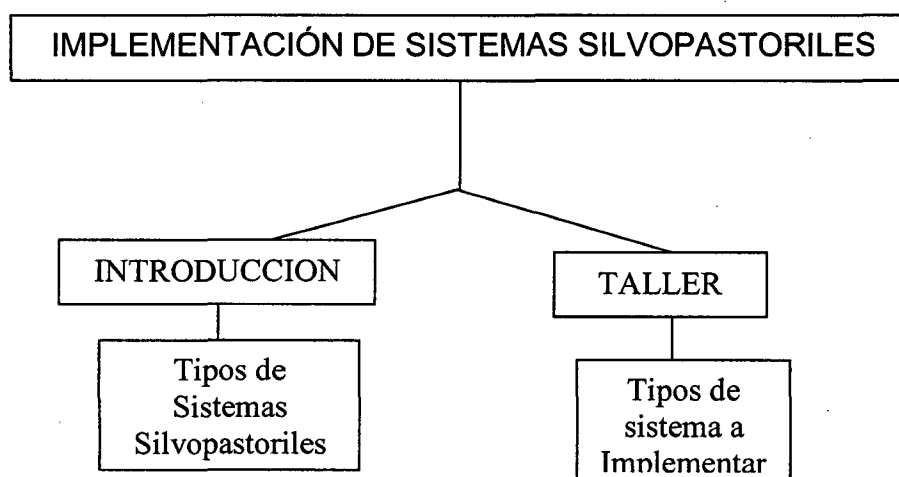 IMPLEMENTACIÓN DE SISTEMAS SILVOPASTORILES
INTRODUCCION
TALLER
Tipos de
Sistemas
Silvopastoriles
Tipos de
sistema a
Implementar